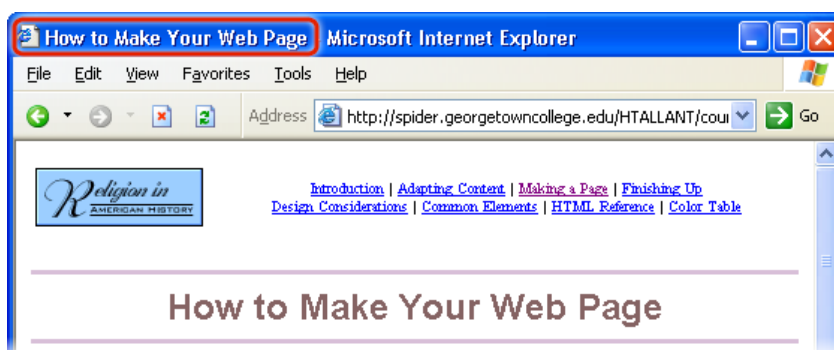 How to Make Your Web Page Microsoft Internet Explorer
File Edit View Favorites Tools Help
Address http://spider.georgetowncollege.edu/HTALLANT/cour Go
Religion in
AMERICAN HISTORY
Introduction | Adapting Content | Making a Page | Finishing Up
Design Considerations | Common Elements | HTML Reference | Color Table
How to Make Your Web Page